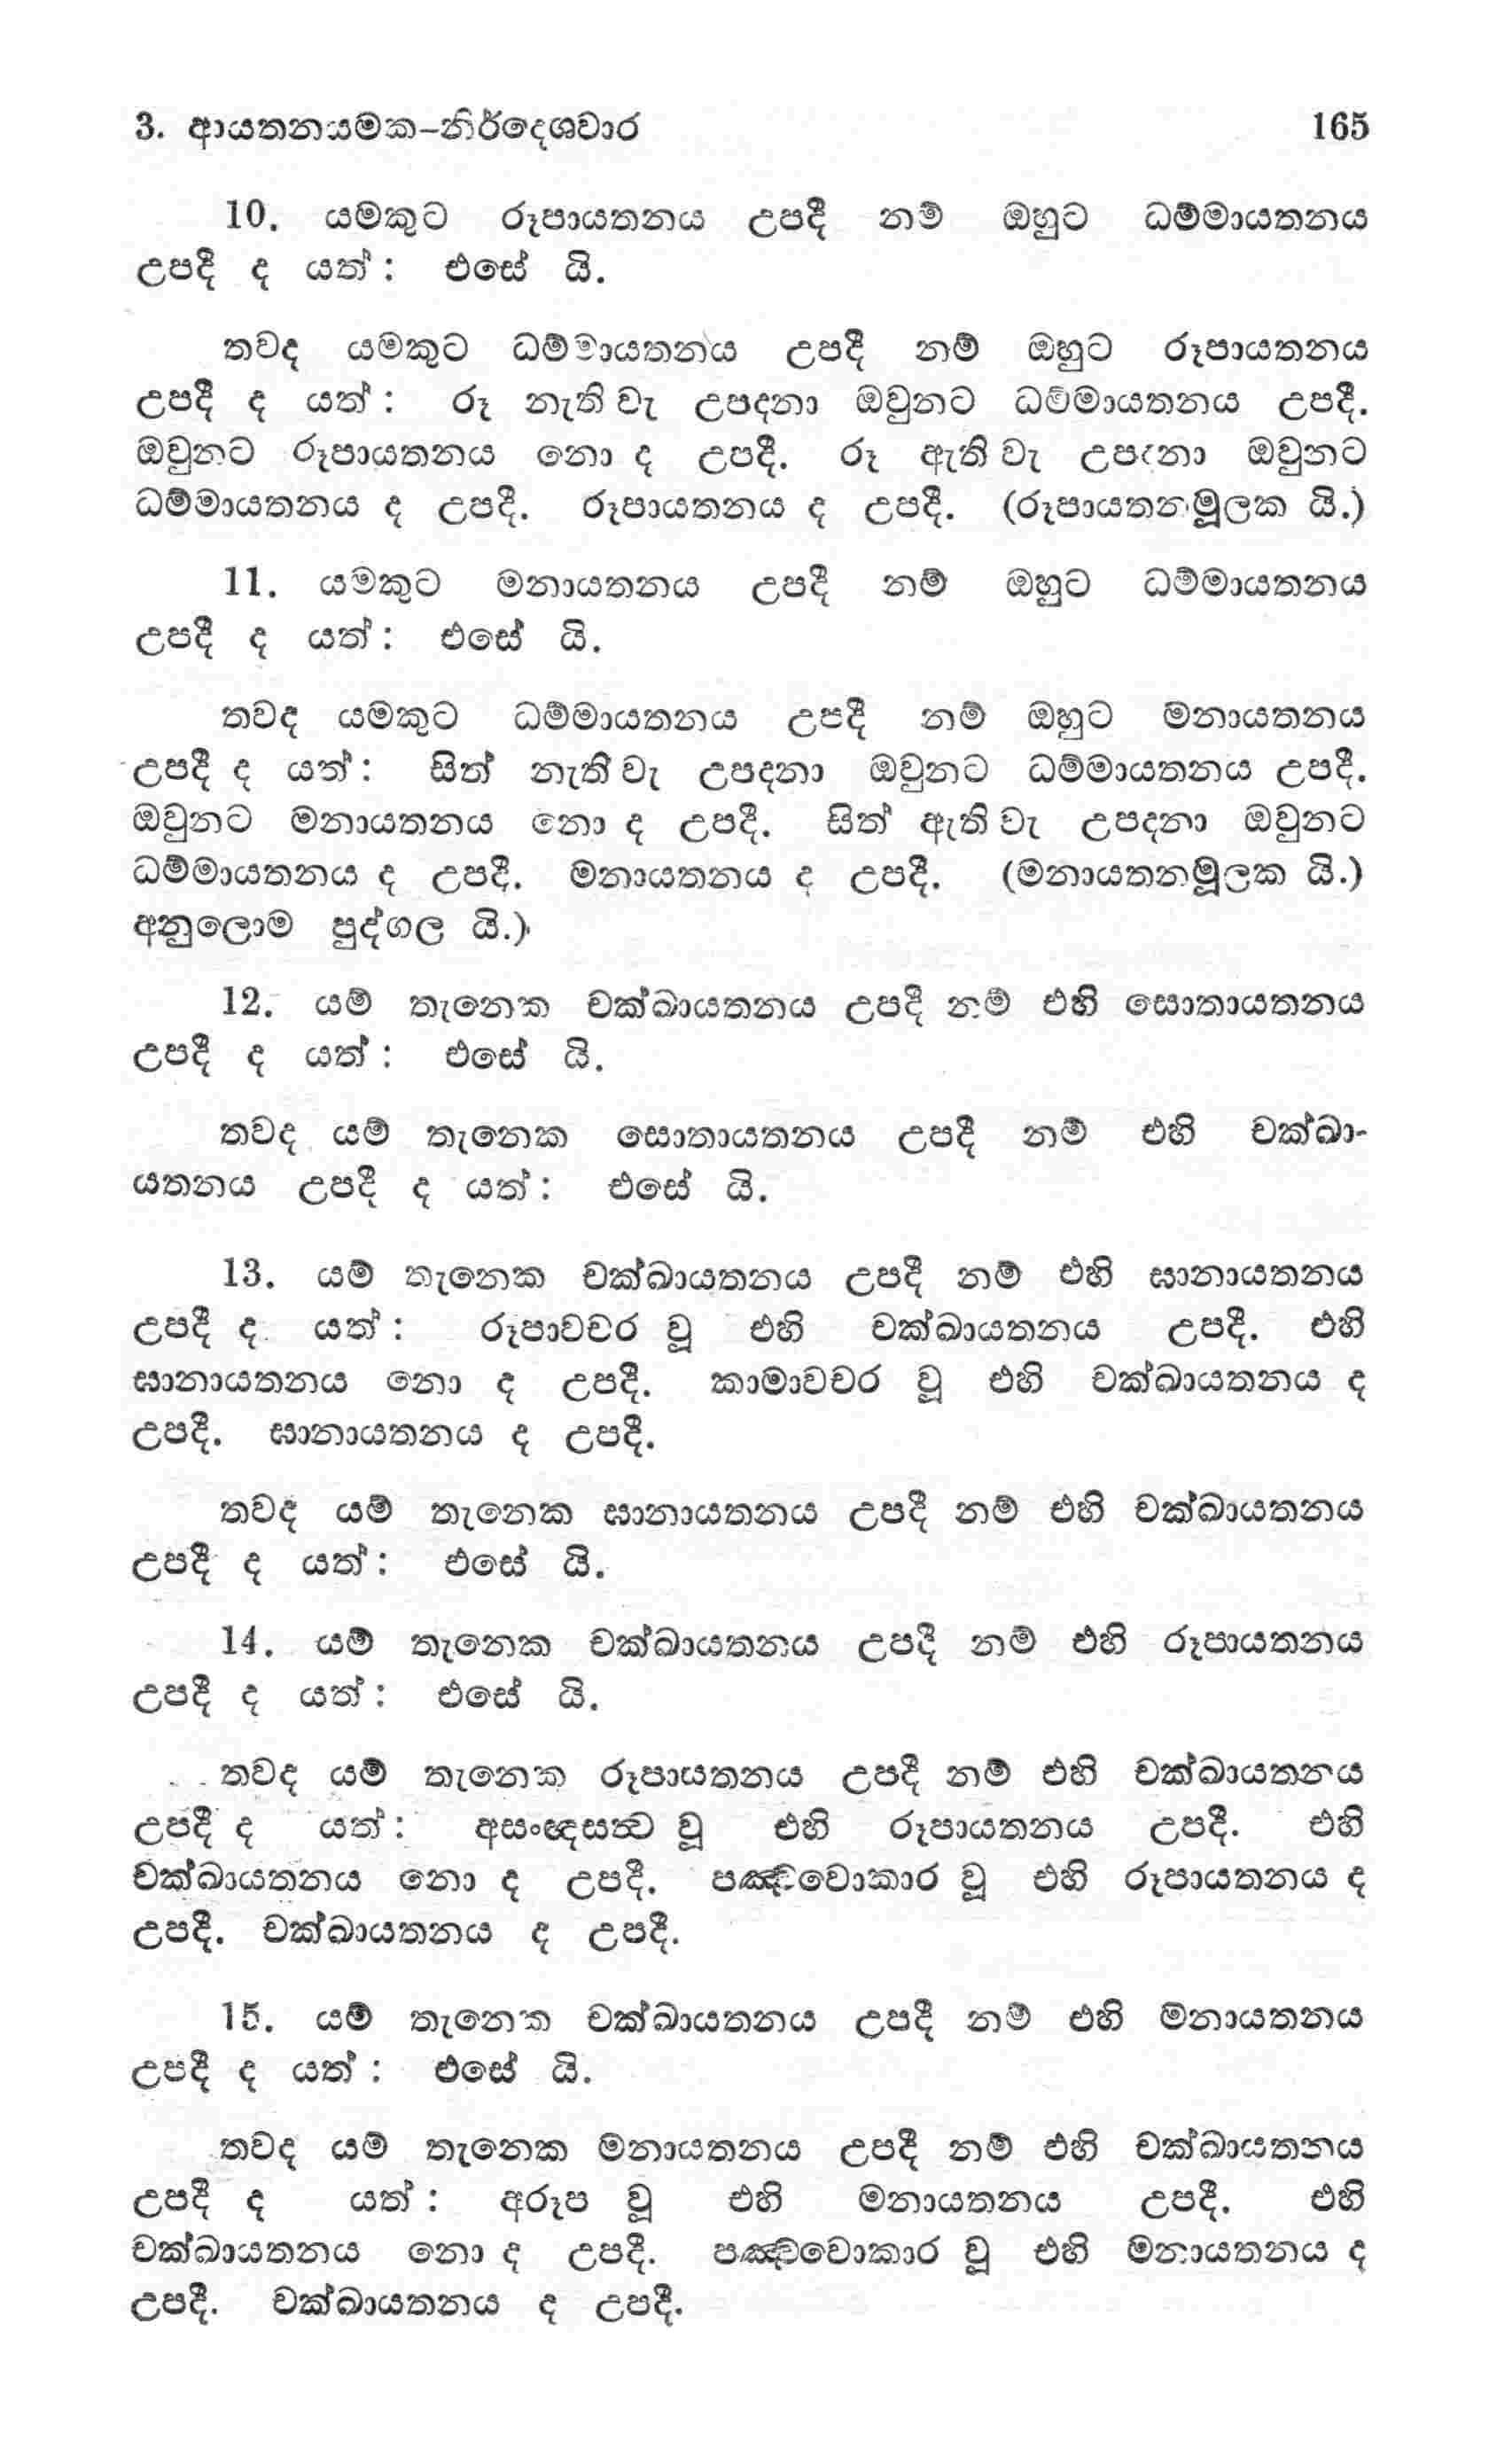 3. ආයතනයමක-නිර්දෙශවාර 165
10. යමකුට රූපායතනය උපදී නම් ඔහුට ධම්මායතනය
උපදී ද යත්: එසේ යි.
තවද යමකුට ධම්මායතනය උපදී නම් ඔහුට රූපායතනය
උපදී ද යත්: රූ නැති වැ උපදනා ඔවුනට ධම්මායතනය උපදී.
ඔවුනට රූපායතනය නො ද උපදී. රූ ඇති වැ උපදනා ඔවුනට
ධම්මායතනය ද උපදී. රූපායතනය ද උපදී. (රූපායතනමූලක යි.)
11. යමකුට මනායතනය උපදී නම් ඔහුට ධම්මායතනය
උපදී ද යත්: එසේ යි.
තවද යමකුට ධම්මායතනය උපදී නම් ඔහුට මනායතනය
උපදී ද යත්: සිත් නැති වැ උපදනා ඔවුනට ධම්මායතනය උපදී.
ඔවුනට මනායතනය නො ද උපදී. සිත් ඇති වැ උපදනා ඔවුනට
ධම්මායතනය ද උපදී. මනායතනය ද උපදී. (මනායතනමූලක යි.)
අනුලොම පුද්ගල යි.)
12. යම් තැනෙක චක්ඛායතනය උපදී නම් එහි සොතායතනය
උපදී ද යත්: එසේ යි.
තවද යම් තැනෙක සොතායතනය උපදී නම් එහි චක්ඛා-
යතනය උපදී ද යත්: එසේ යි.
13. යම් තැනෙක චක්ඛායතනය උපදී නම් එහි ඝානායතනය
උපදී ද යත්: රූපාවචර වූ එහි චක්ඛායතනය උපදී. එහි
ඝානායතනය නො ද උපදී. කාමාවචර වූ එහි චක්ඛායතනය ද
උපදී. ඝානායතනය ද උපදී.
තවද යම් තැනෙක ඝානායතනය උපදී නම් එහි චක්ඛායතනය
උපදී ද යත්: එසේ යි.
14. යම් තැනෙක චක්ඛායතනය උපදී නම් එහි රූපායතනය
උපදී ද යත්: එසේ යි.
තවද යම් තැනෙක රූපායතනය උපදී නම් එහි චක්ඛායතනය
උපදී ද යත්: අසංඥසත්‍ව වූ එහි රූපායතනය උපදී. එහි
චක්ඛායතනය නො ද උපදී. පඤ්චවොකාර වූ එහි රූපායතනය ද
උපදී. චක්ඛායතනය ද උපදී.
15. යම් තැනෙක චක්ඛායතනය උපදී නම් එහි මනායතනය
උපදී ද යත්: එසේ යි.
තවද යම් තැනෙක මනායතනය උපදී නම් එහි චක්ඛායතනය
උපදී ද යත්: අරූප වූ එහි මනායතනය උපදී. එහි
චක්ඛායතනය නො ද උපදී. පඤ්චවොකාර වූ එහි මනායතනය ද
උපදී. චක්ඛායතනය ද උපදී.